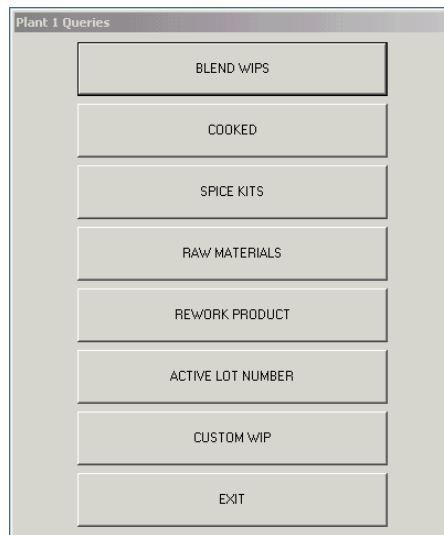 Plant 1 Queries
BLEND WIPS
COOKED
SPICE KITS
RAW MATERIALS
REWORK PRODUCT
ACTIVE LOT NUMBER
CUSTOM WIP
EXIT